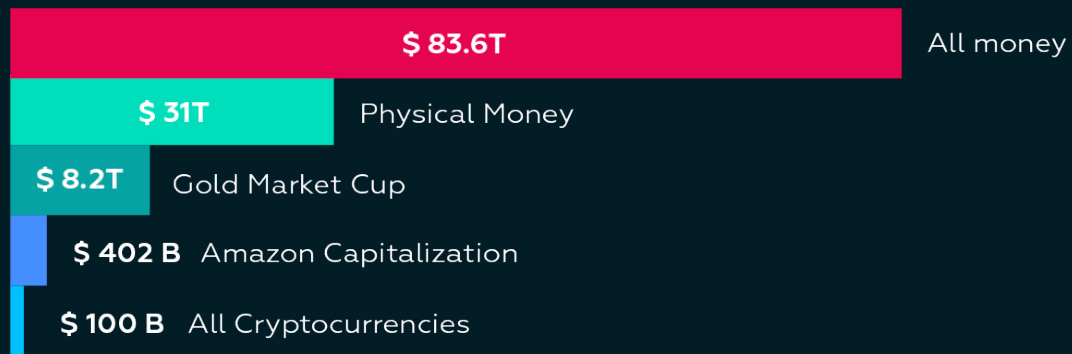 $ 83.6T All money
$ 31T Physical Money
$ 8.2T Gold Market Cup
$ 402 B Amazon Capitalization
$ 100 B All Cryptocurrencies